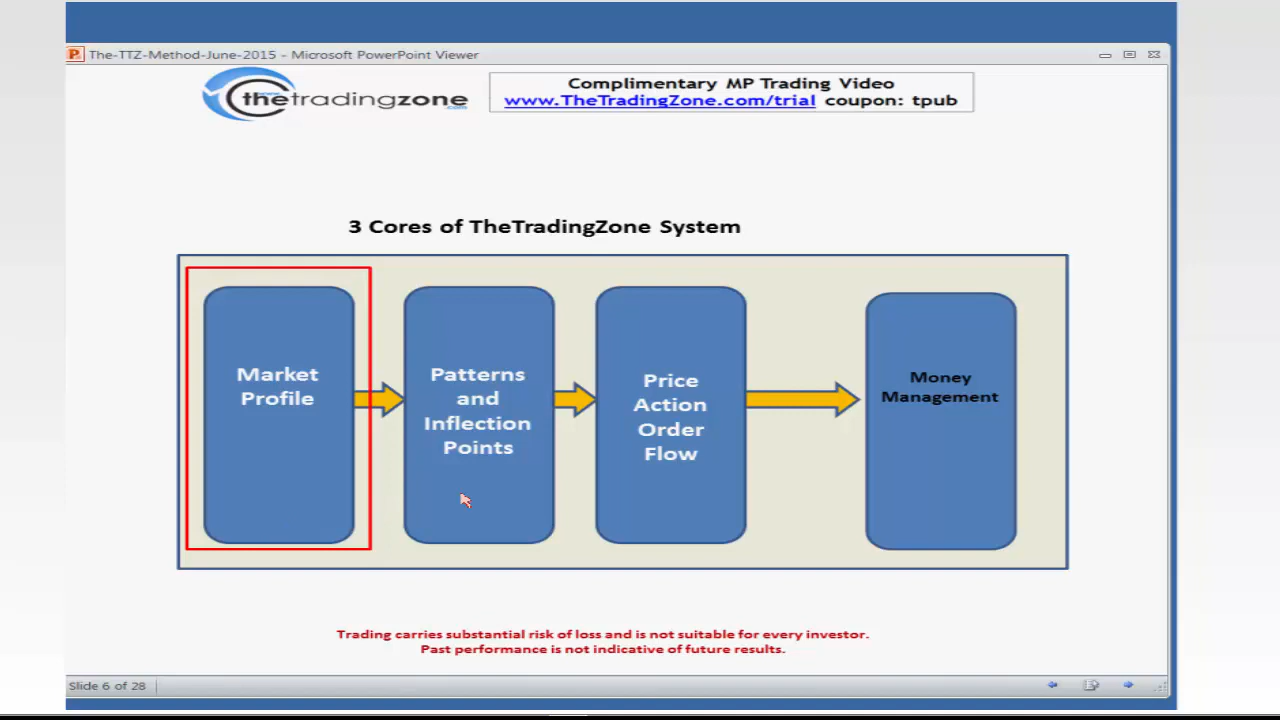 The-TTZ-Method-June-2015 - Microsoft PowerPoint Viewer
thetradingzone
.com
Complimentary MP Trading Video
www.TheTradingZone.com/trial coupon: tpub
3 Cores of TheTradingZone System
Market
Profile
Patterns
and
Inflection
Points
Price
Action
Order
Flow
Money
Management
Trading carries substantial risk of loss and is not suitable for every investor.
Past performance is not indicative of future results.
Slide 6 of 28